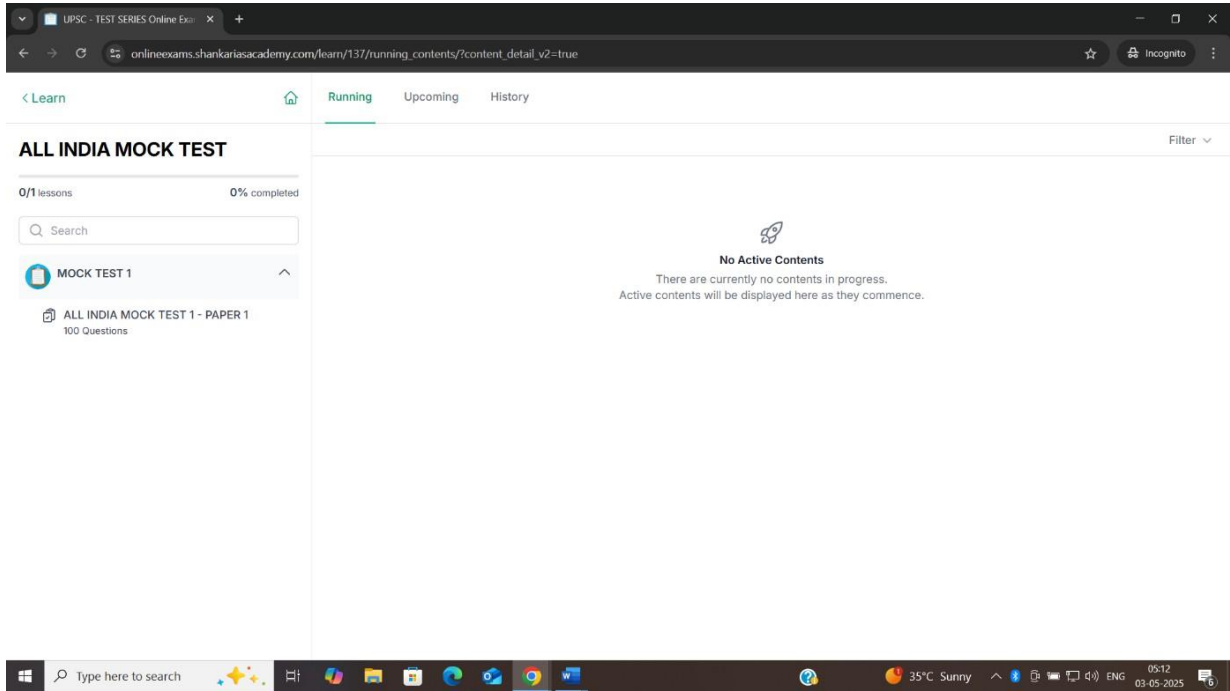 UPSC - TEST SERIES Online Exa
onlineexams.shankariasacademy.com/learn/137/running_contents/?content_detail_v2=true
Incognito
< Learn
Running Upcoming History
Filter
ALL INDIA MOCK TEST
0/1 lessons 0% completed
Search
MOCK TEST 1
ALL INDIA MOCK TEST 1 - PAPER 1
100 Questions
No Active Contents
There are currently no contents in progress.
Active contents will be displayed here as they commence.
Type here to search
35°C Sunny
ENG
05:12
03-05-2025
6